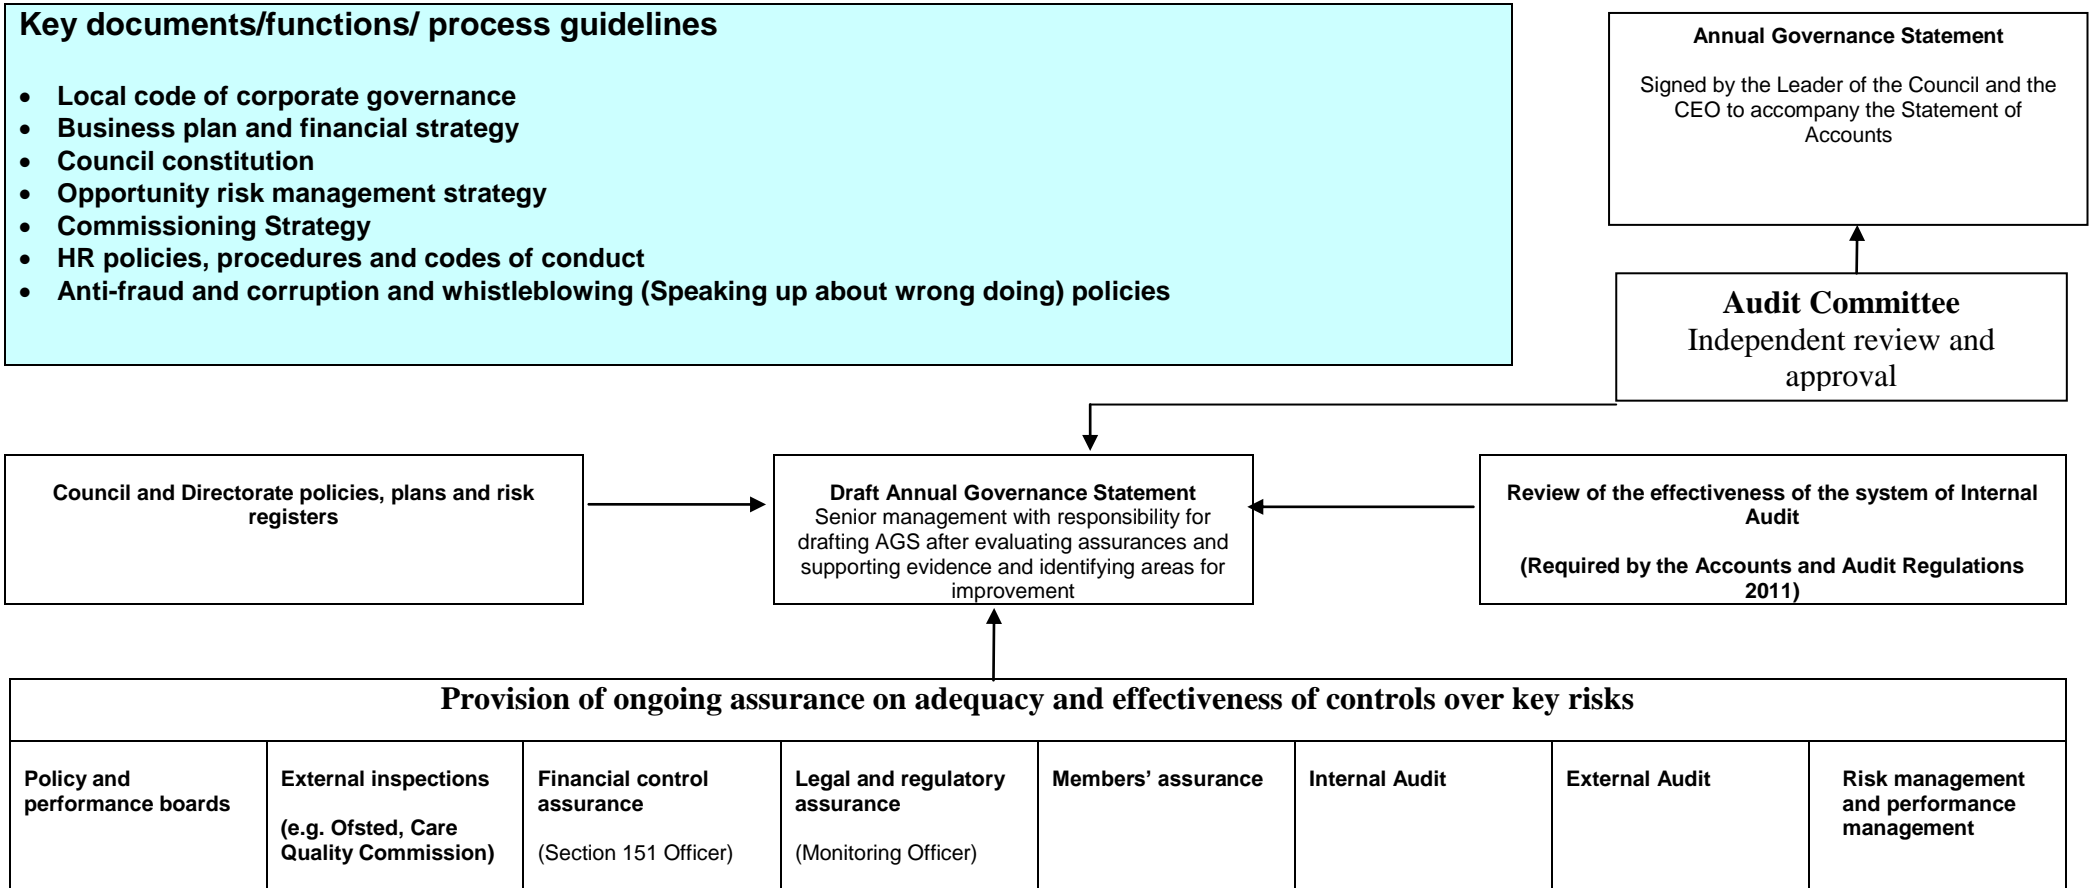 Key documents/functions/ process guidelines
• Local code of corporate governance
• Business plan and financial strategy
• Council constitution
• Opportunity risk management strategy
• Commissioning Strategy
• HR policies, procedures and codes of conduct
• Anti-fraud and corruption and whistleblowing (Speaking up about wrong doing) policies
Annual Governance Statement
Signed by the Leader of the Council and the
CEO to accompany the Statement of
Accounts
Audit Committee
Independent review and
approval
Council and Directorate policies, plans and risk
registers
Draft Annual Governance Statement
Senior management with responsibility for
drafting AGS after evaluating assurances and
supporting evidence and identifying areas for
improvement
Review of the effectiveness of the system of Internal
Audit
(Required by the Accounts and Audit Regulations
2011)
Provision of ongoing assurance on adequacy and effectiveness of controls over key risks
Policy and
performance boards
External inspections
(e.g. Ofsted, Care
Quality Commission)
Financial control
assurance
(Section 151 Officer)
Legal and regulatory
assurance
(Monitoring Officer)
Members’ assurance
Internal Audit
External Audit
Risk management
and performance
management